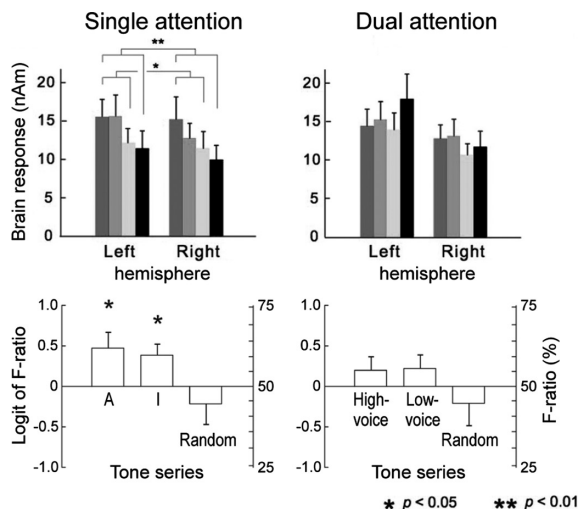 Single attention
Dual attention
**
*
Brain response (nAm)
20
15
10
5
0
Left Right
hemisphere
20
15
10
5
0
Left Right
hemisphere
Logit of F-ratio
1.0
0.5
0
-0.5
-1.0
*
*
A I Random
75
50
25
Tone series
1.0
0.5
0
-0.5
-1.0
High-
voice
Low-
voice
Random
75
50
25
F-ratio (%)
Tone series
* p < 0.05 ** p < 0.01